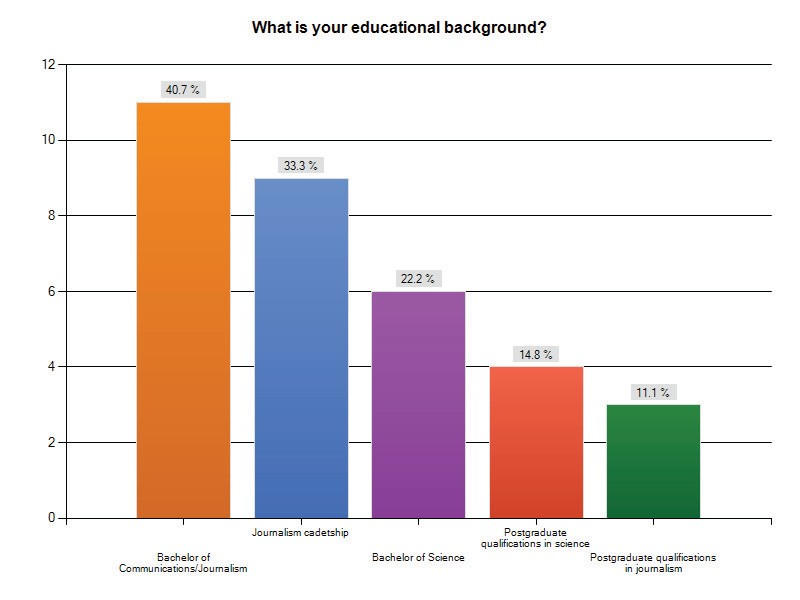 What is your educational background?
12
40.7 %
10
33.3 %
8
22.2 %
6
14.8 %
4
11.1 %
2
0
Journalism cadetship
Postgraduate
qualifications in science
Bachelor of
Communications/Journalism
Bachelor of Science
Postgraduate qualifications
in journalism